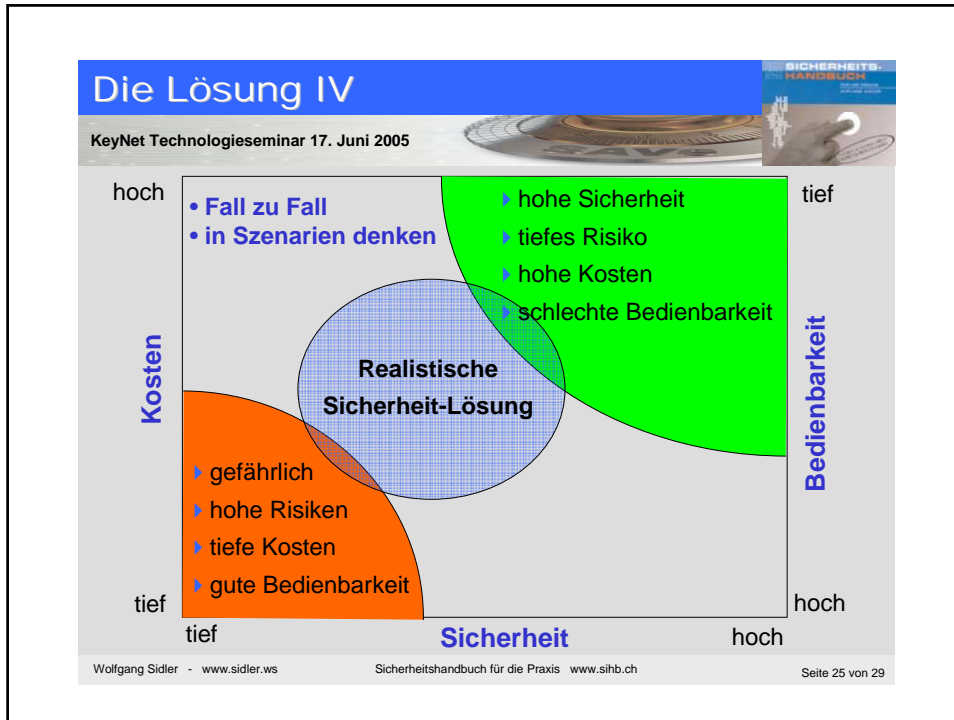 Die Lösung IV
SICHERHEITS-
HANDBUCH
KeyNet Technologieseminar 17. Juni 2005
hoch
• Fall zu Fall
• in Szenarien denken
hohe Sicherheit
tiefes Risiko
hohe Kosten
schlechte Bedienbarkeit
tief
Kosten
Realistische
Sicherheit-Lösung
Bedienbarkeit
gefährlich
hohe Risiken
tiefe Kosten
gute Bedienbarkeit
tief
hoch
tief
Sicherheit
hoch
Wolfgang Sidler - www.sidler.ws
Sicherheitshandbuch für die Praxis www.sihb.ch
Seite 25 von 29